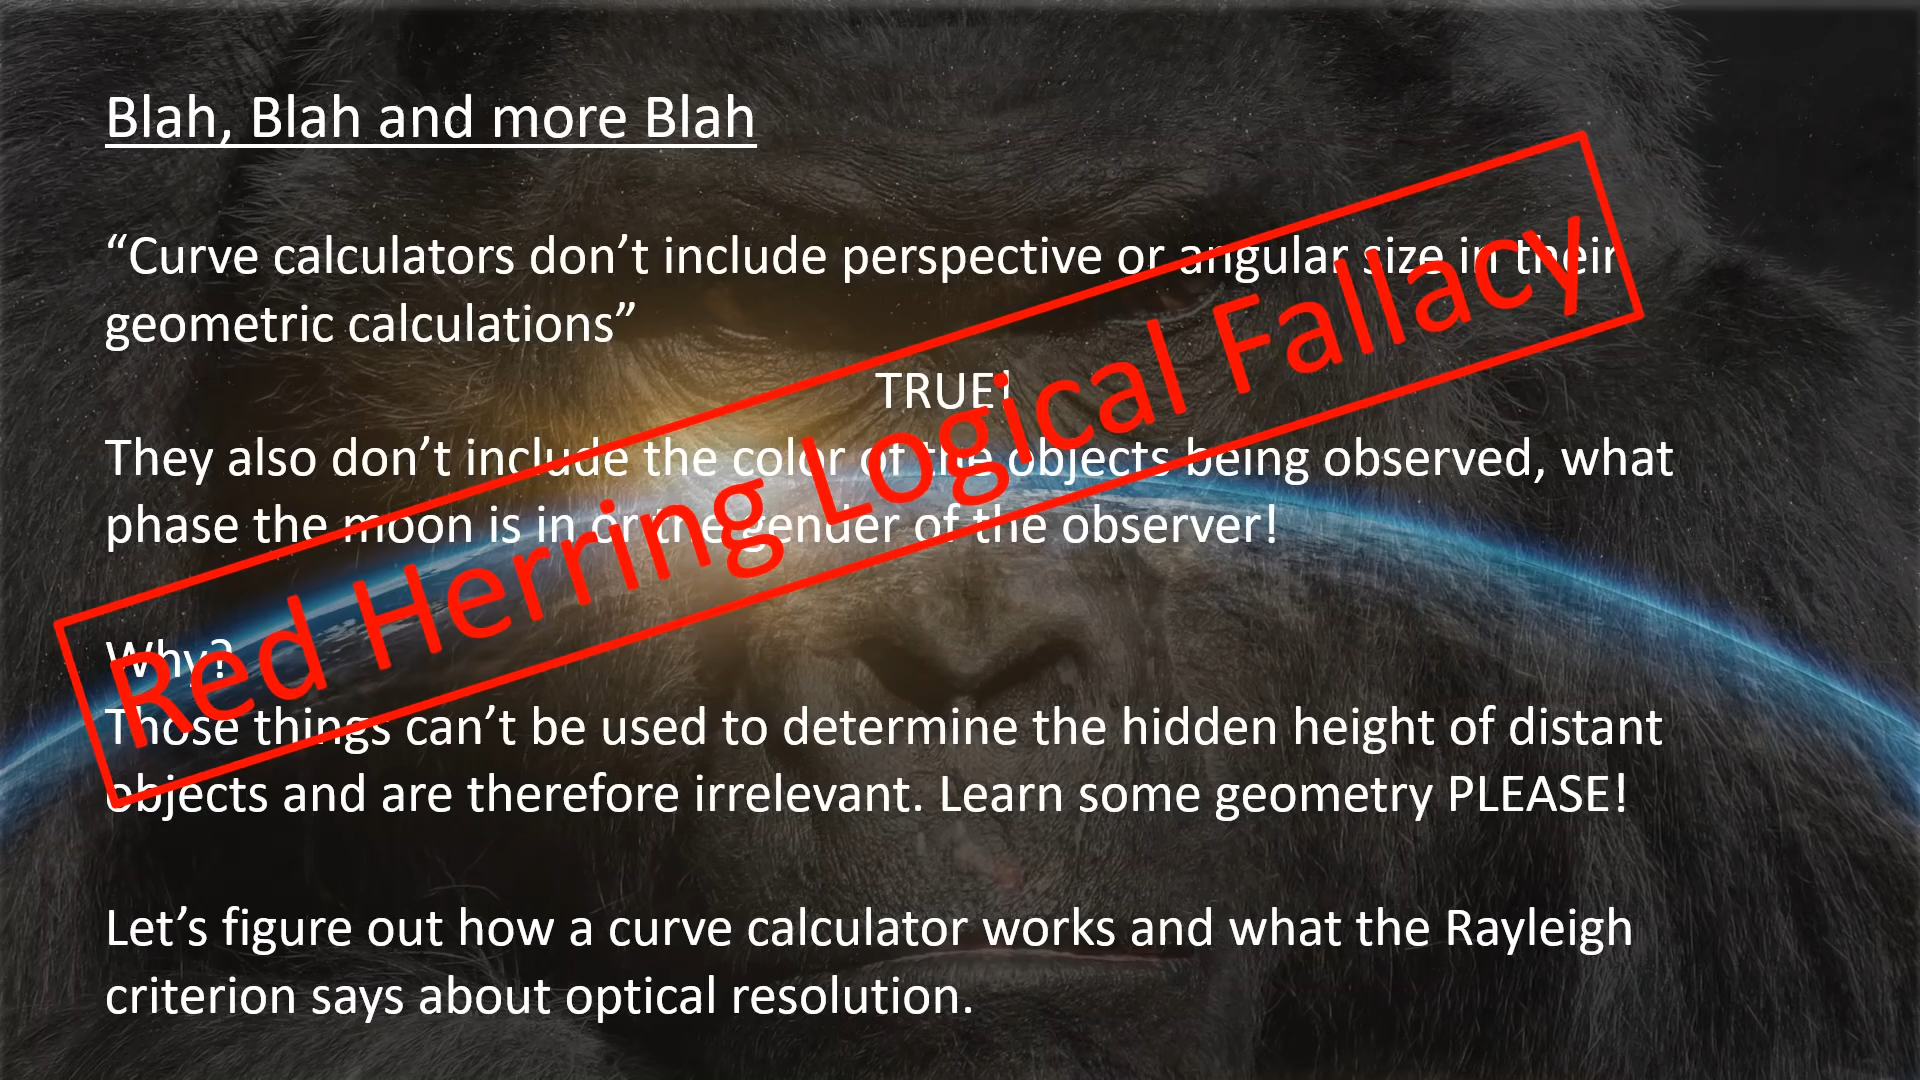 Blah, Blah and more Blah
“Curve calculators don’t include perspective or angular size in their
geometric calculations”
TRUE!
They also don’t include the color of the objects being observed, what
phase the moon is in or the gender of the observer!
Red Herring Logical Fallacy
Why?
Those things can’t be used to determine the hidden height of distant
objects and are therefore irrelevant. Learn some geometry PLEASE!
Let’s figure out how a curve calculator works and what the Rayleigh
criterion says about optical resolution.